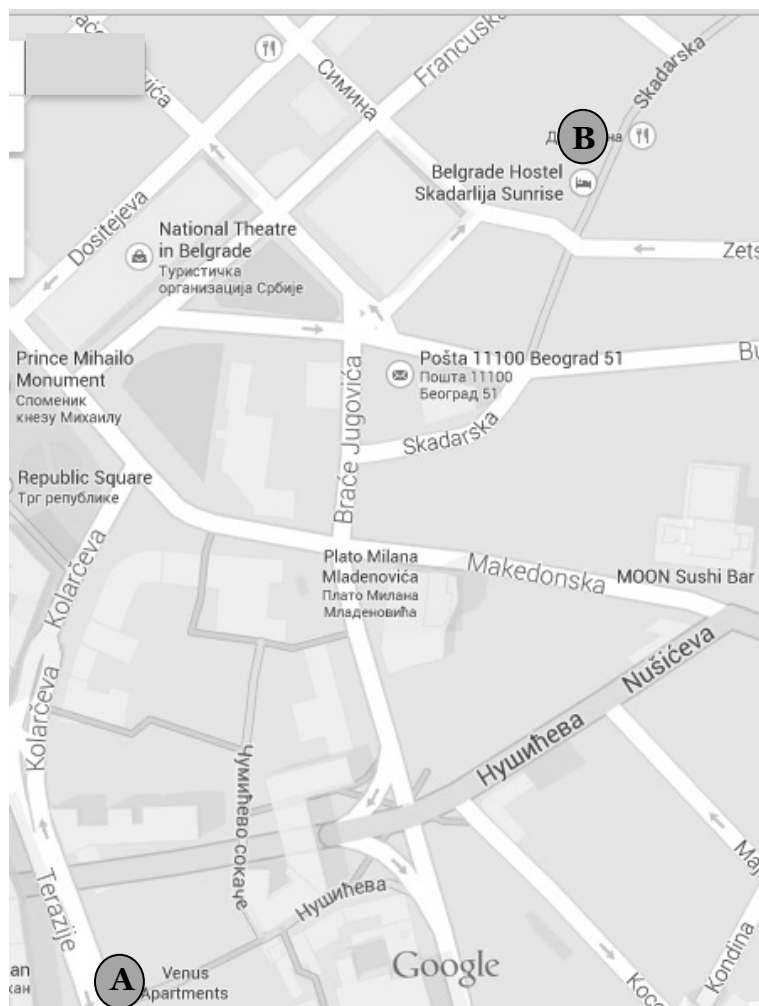 Симина
Francuska
Skadarska
B
на
Belgrade Hostel
Skadarlija Sunrise
Dositejeva
National Theatre
in Belgrade
Туристичка
организација Србије
Prince Mihailo
Monument
Споменик
кнезу Михаилу
Pošta 11100 Beograd 51
Пошта 11100
Београд 51
Braće Jugovića
Skadarska
Republic Square
Трг републике
Kolarčeva
Plato Milana
Mladenovića
Плато Милана
Младеновића
Makedonska
MOON Sushi Bar
Nušićeva
Нушићева
Kolarčeva
Чумићево сокаче
Terazije
Нушићева
Kondina
A
Venus
Apartments
Google